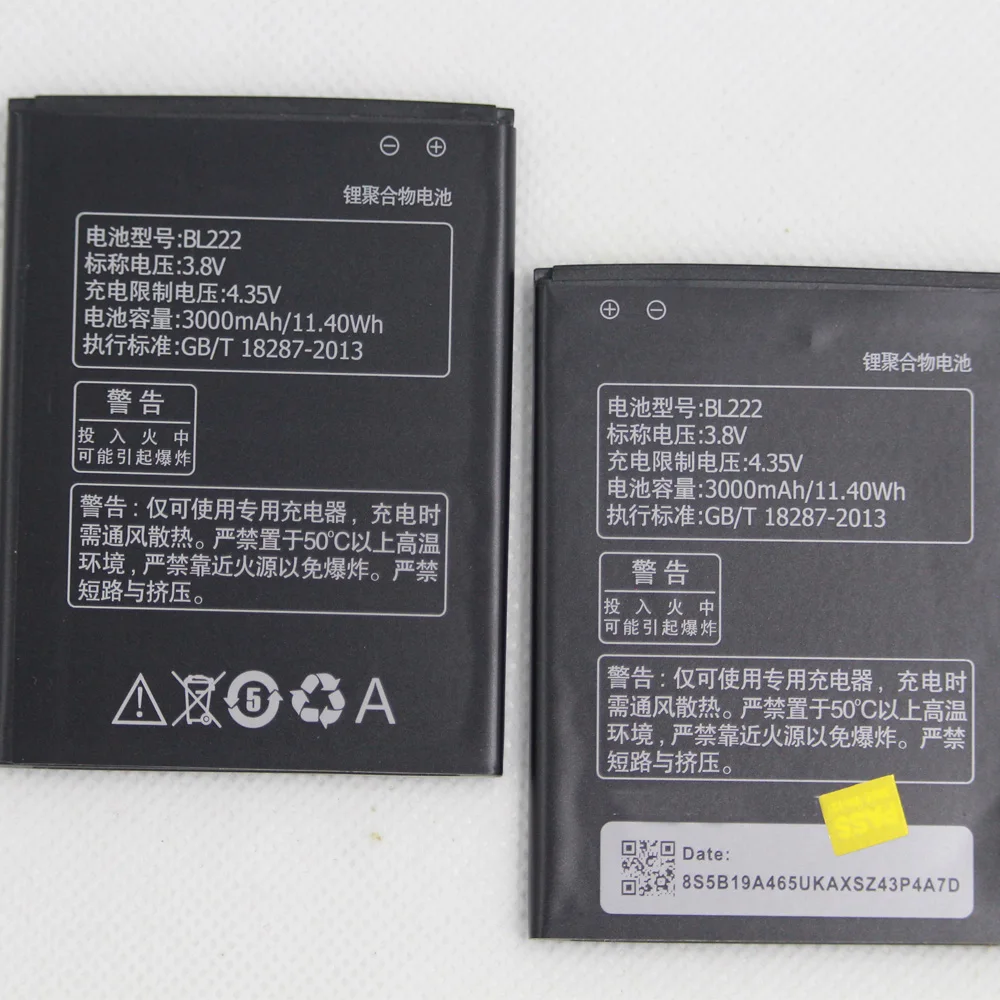 锂聚合物电池
电池型号:BL222
标称电压:3.8V
充电限制电压:4.35V
电池容量:3000mAh/11.40Wh
执行标准:GB/T 18287-2013
警告
投入火中
可能引起爆炸
警告:仅可使用专用充电器,充电时
需通风散热。严禁置于50℃以上高温
环境,严禁靠近火源以免爆炸。严禁
短路与挤压。
5
A
锂聚合物电池
电池型号:BL222
标称电压:3.8V
充电限制电压:4.35V
电池容量:3000mAh/11.40Wh
执行标准:GB/T 18287-2013
警告
投入火中
可能引起爆炸
警告:仅可使用专用充电器,充电时
需通风散热。严禁置于50℃以上高温
环境,严禁靠近火源以免爆炸。严禁
短路与挤压。
Date:
8S5B19A465UKAXSZ43P4A7D